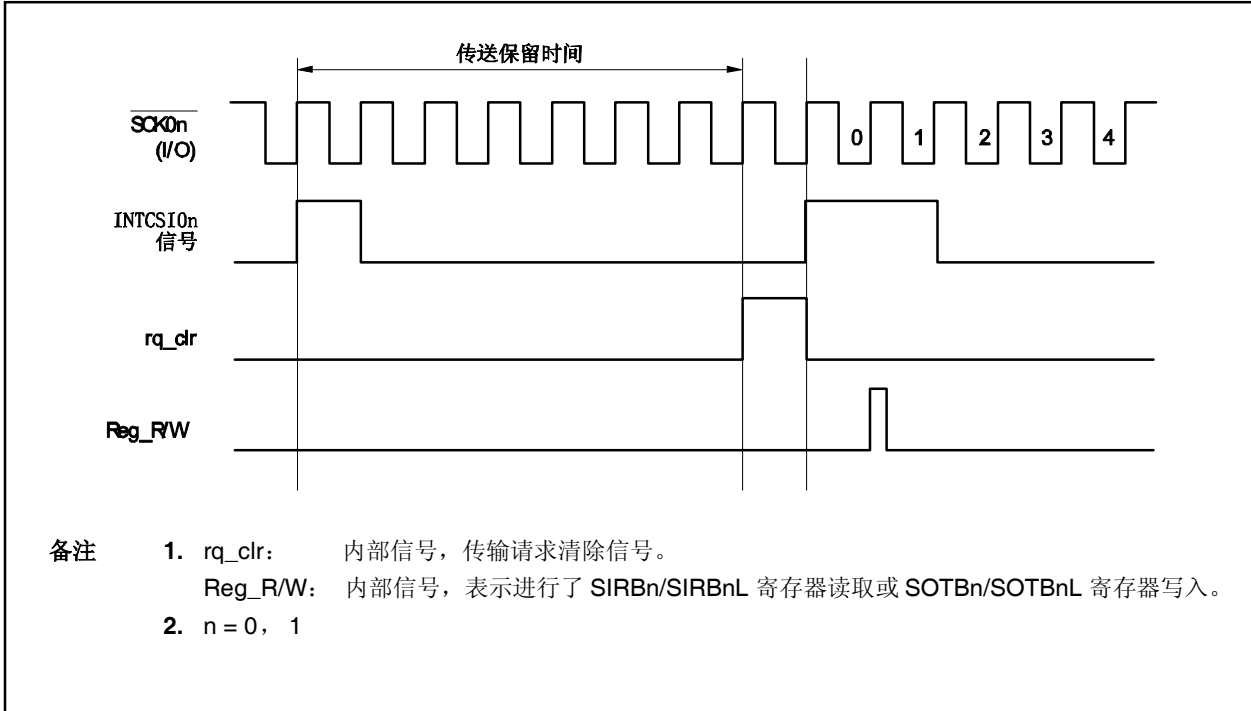 传送保留时间
SCK0n
(I/O)
0 1 2 3 4
INTCSI0n
信号
rq_clr
Reg_R/W
备注 1. rq_clr： 内部信号，传输请求清除信号。
Reg_R/W： 内部信号，表示进行了 SIRBn/SIRBnL 寄存器读取或 SOTBn/SOTBnL 寄存器写入。
2. n = 0， 1